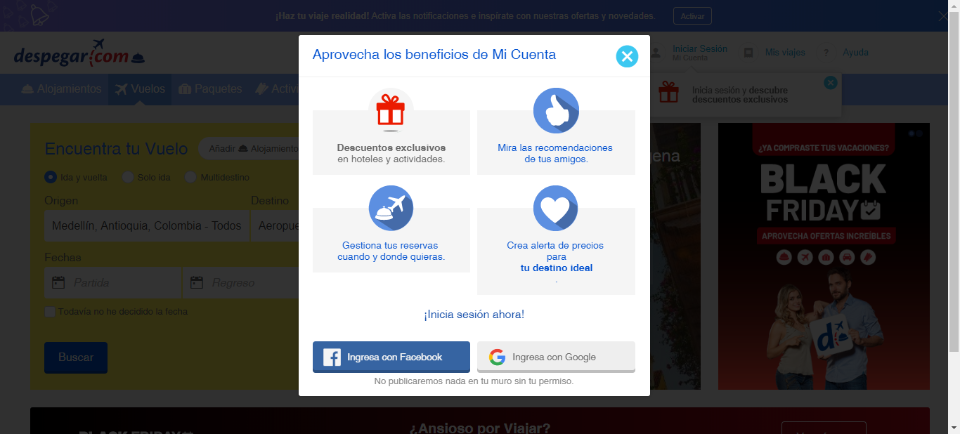 ¡Haz tu viaje realidad! Activa las notificaciones e inspírate con nuestras ofertas y novedades.
Activar
despegar.com
Iniciar Sesión
Mi Cuenta
Mis viajes
? Ayuda
Alojamientos
Vuelos
Paquetes
Inicia sesión y descubre
descuentos exclusivos
Aprovecha los beneficios de Mi Cuenta
Descuentos exclusivos
en hoteles y actividades.
Mira las recomendaciones
de tus amigos.
Gestiona tus reservas
cuando y donde quieras.
Crea alerta de precios
para
tu destino ideal
.
¡Inicia sesión ahora!
Ingresa con Facebook
Ingresa con Google
No publicaremos nada en tu muro sin tu permiso.
Encuentra tu Vuelo
Añadir Alojamiento
Ida y vuelta
Solo ida
Multidestino
Origen
Destino
Medellín, Antioquia, Colombia - Todos
Fechas
Partida
Regreso
Todavía no he decidido la fecha
Buscar
¿YA COMPRASTE TUS VACACIONES?
BLACK
FRIDAY
APROVECHA OFERTAS INCREÍBLES
BLACK FRIDAY
¿Ansioso por Viajar?